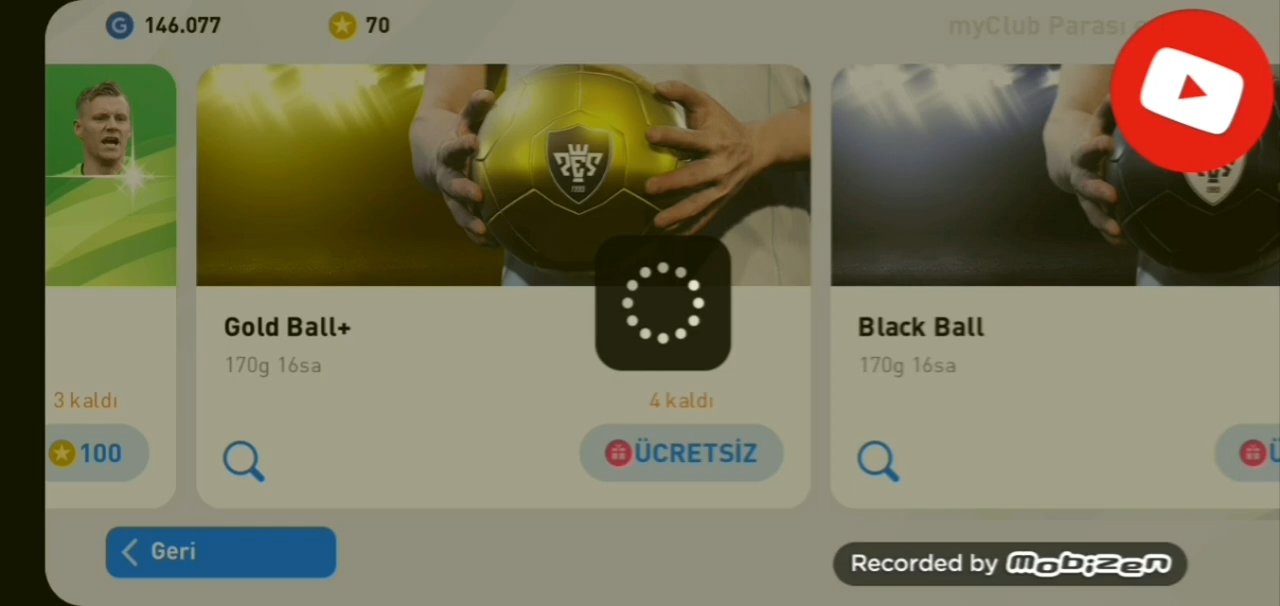 146.077
70
myClub Parası
Gold Ball+
170g 16sa
Black Ball
170g 16sa
3 kaldı
4 kaldı
100
ÜCRETSİZ
Geri
Recorded by mobizen